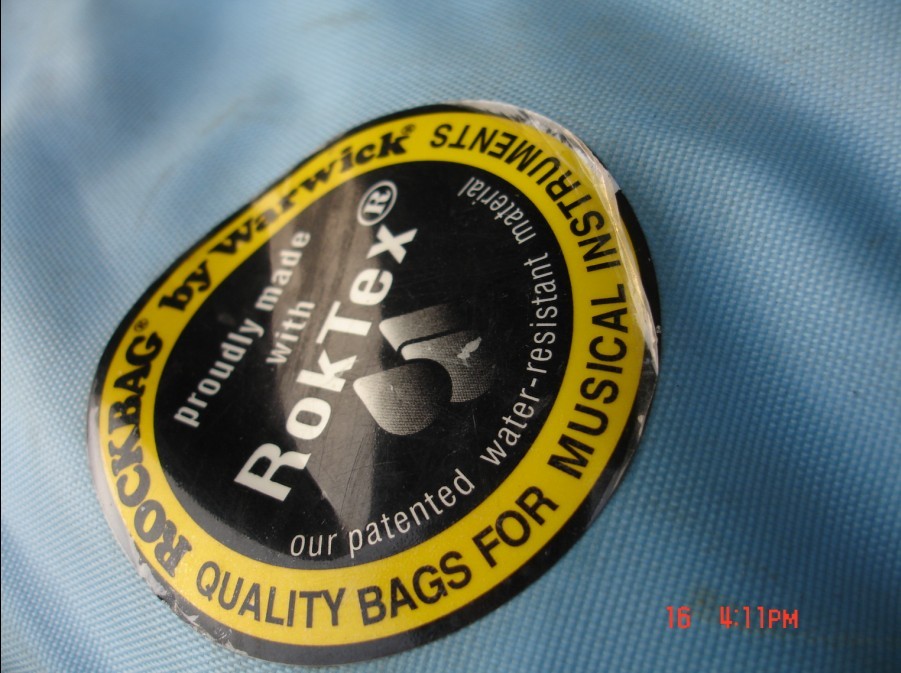 ROCKBAG® by Warwick®
QUALITY BAGS FOR MUSICAL INSTRUMENTS
proudly made
with
RokTex®
our patented water-resistant material
16 4:11PM